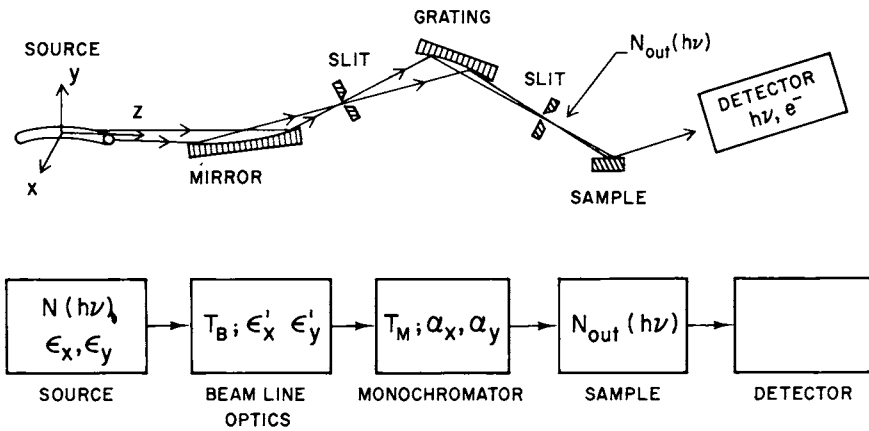 GRATING
SOURCE
SLIT
N_out(hν)
y
SLIT
Z
DETECTOR
hν, e⁻
x
MIRROR
SAMPLE
N (hν),
ϵ_x, ϵ_y
T_B; ϵ'_x ϵ'_y
T_M; α_x, α_y
N_out (hν)
SOURCE
BEAM LINE
OPTICS
MONOCHROMATOR
SAMPLE
DETECTOR